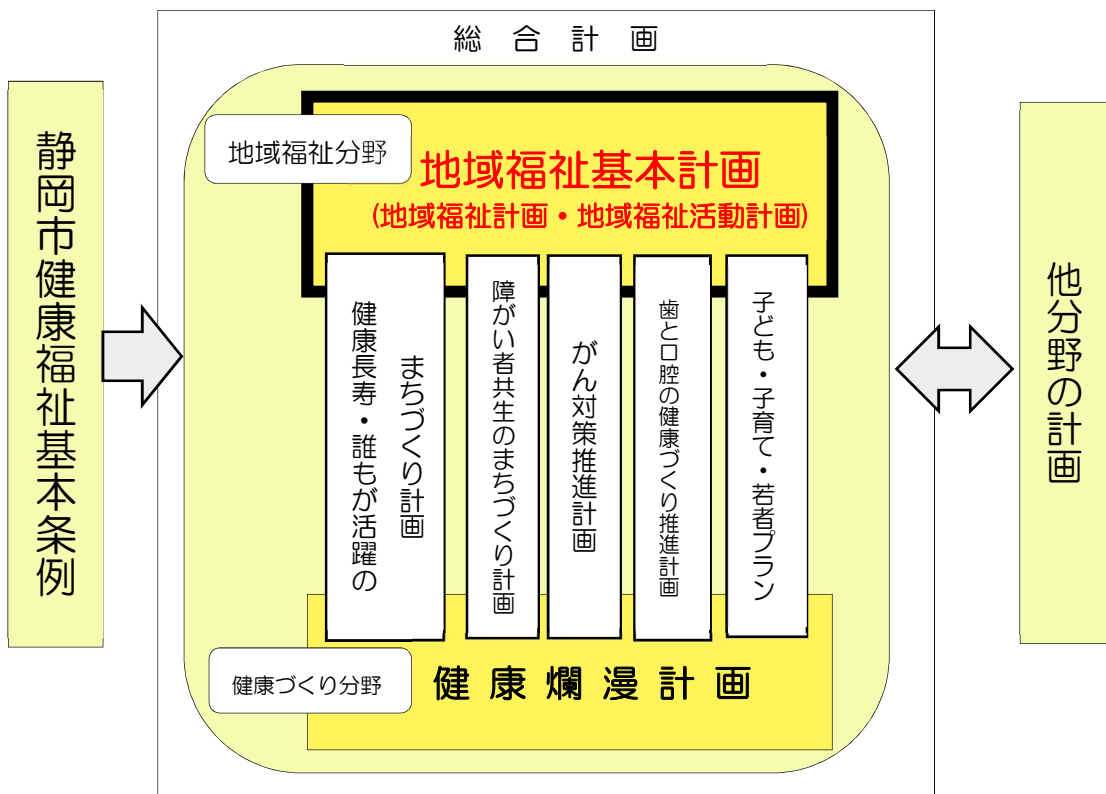 総合計画
静岡市健康福祉基本条例
地域福祉分野
地域福祉基本計画
(地域福祉計画・地域福祉活動計画)
健康長寿・誰もが活躍の
まちづくり計画
障がい者共生のまちづくり計画
がん対策推進計画
歯と口腔の健康づくり推進計画
子ども・子育て・若者プラン
健康づくり分野
健康爛漫計画
他分野の計画